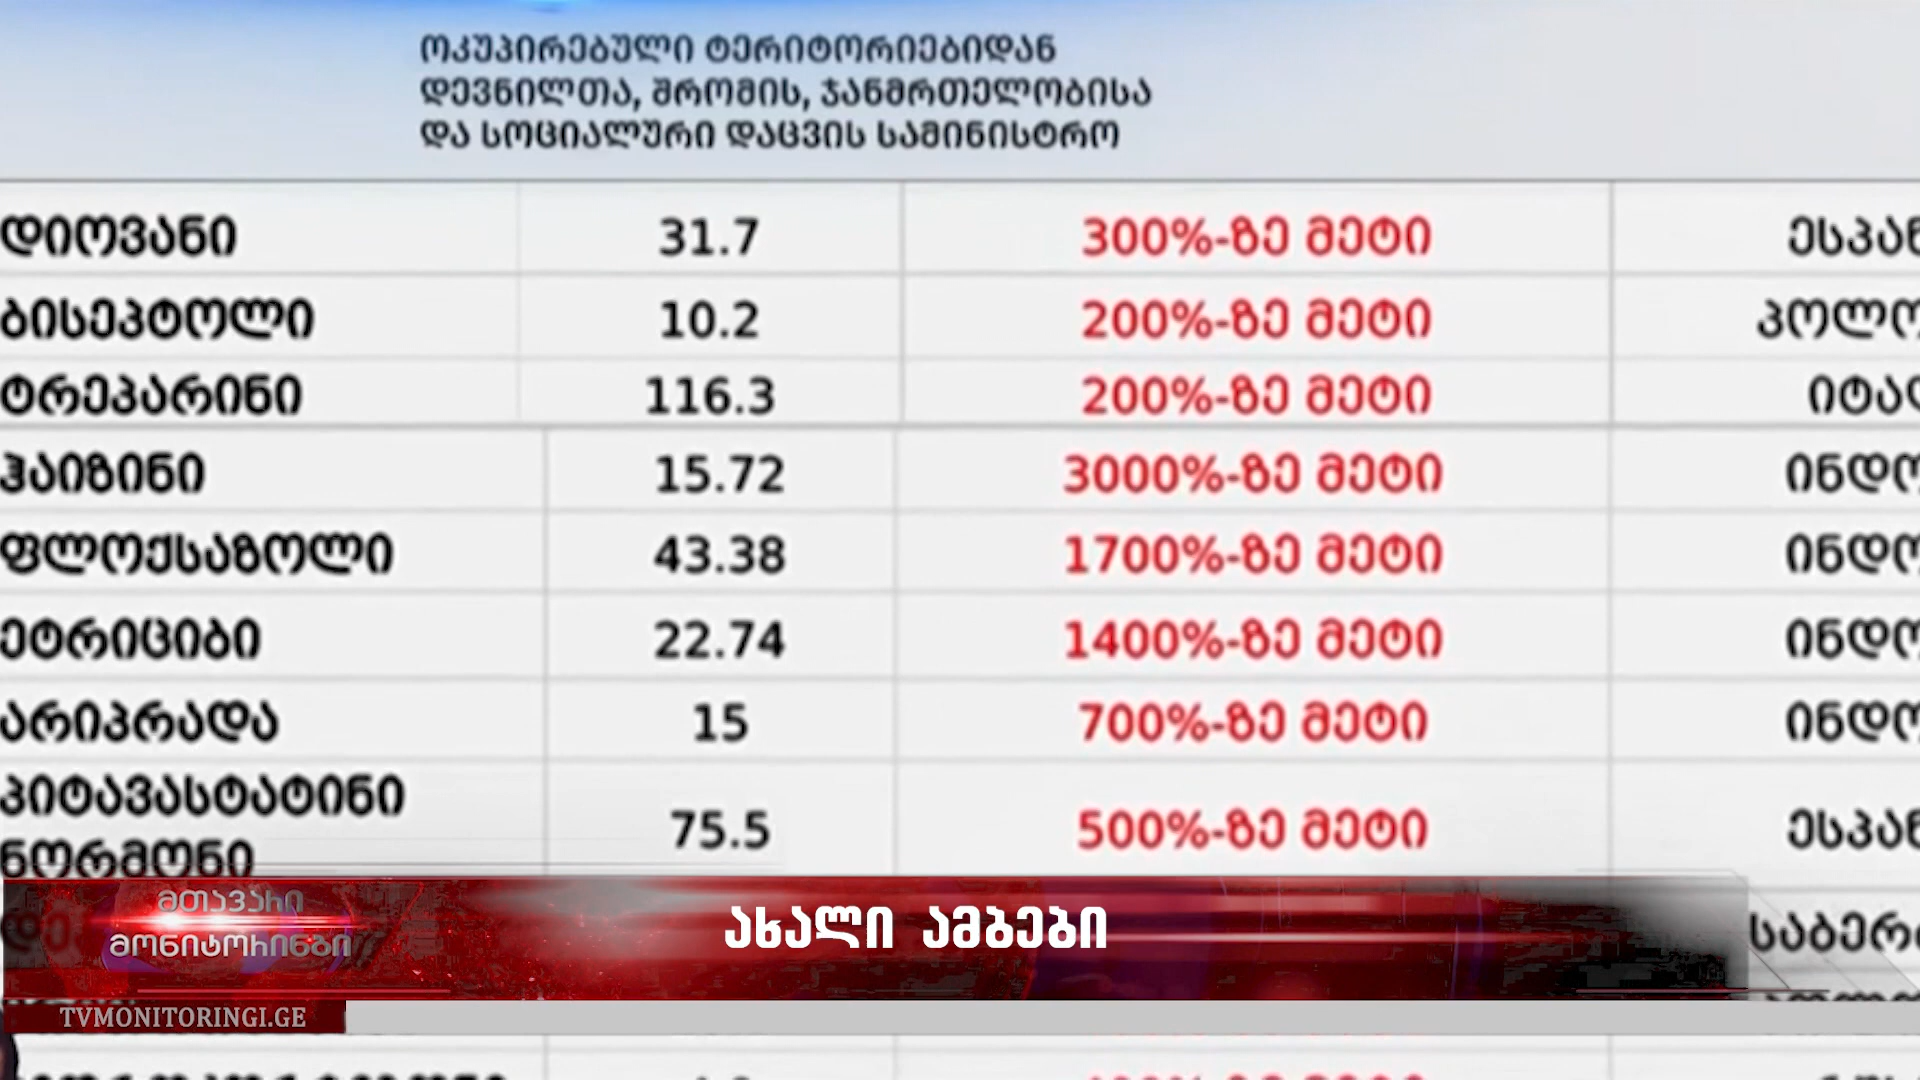 ოკუპირებული ტერიტორიებიდან
დევნილთა, შრომის, ჯანმრთელობისა
და სოციალური დაცვის სამინისტრო
დიოვანი 31.7 300%-ზე მეტი
ბისეპტოლი 10.2 200%-ზე მეტი
ტრეპარინი 116.3 200%-ზე მეტი
ჰაიზინი 15.72 3000%-ზე მეტი
ფლოქსაზოლი 43.38 1700%-ზე მეტი
ეტრიციბი 22.74 1400%-ზე მეტი
არიპრადა 15 700%-ზე მეტი
პიტავასტატინი
ნორმონი 75.5 500%-ზე მეტი
მთავარი
მონიტორინგი
ახალი ამბები
TVMONITORINGI.GE